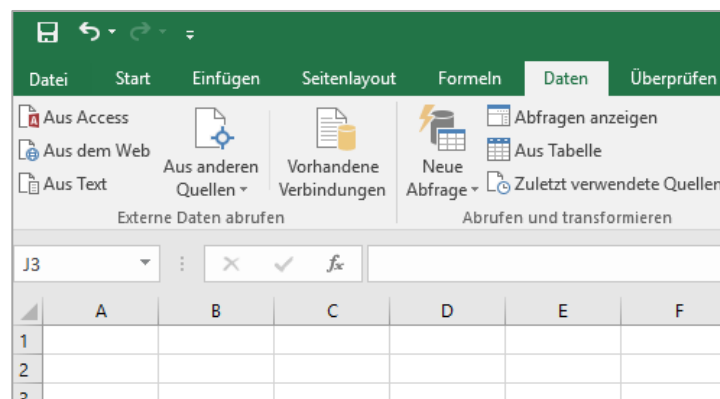 Datei Start Einfügen Seitenlayout Formeln Daten Überprüfen
Aus Access
Aus dem Web
Aus Text
Aus anderen
Quellen
Vorhandene
Verbindungen
Externe Daten abrufen
Neue
Abfrage
Abfragen anzeigen
Aus Tabelle
Zuletzt verwendete Quellen
Abrufen und transformieren
J3 fx
A B C D E F
1
2
3